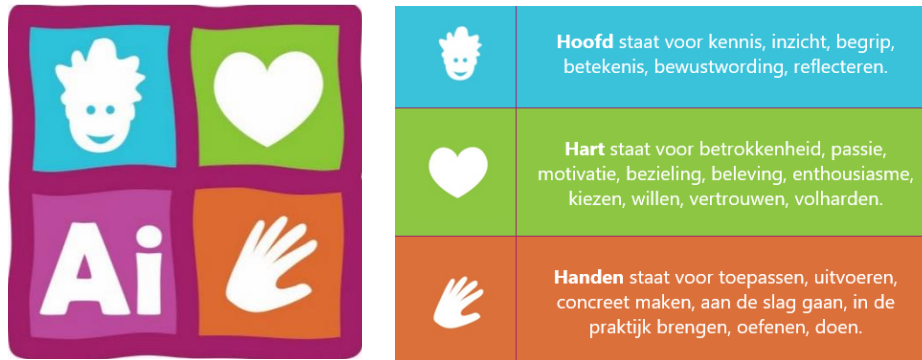 Ai
Hoofd staat voor kennis, inzicht, begrip,
betekenis, bewustwording, reflecteren.
Hart staat voor betrokkenheid, passie,
motivatie, bezieling, beleving, enthousiasme,
kiezen, willen, vertrouwen, volharden.
Handen staat voor toepassen, uitvoeren,
concreet maken, aan de slag gaan, in de
praktijk brengen, oefenen, doen.